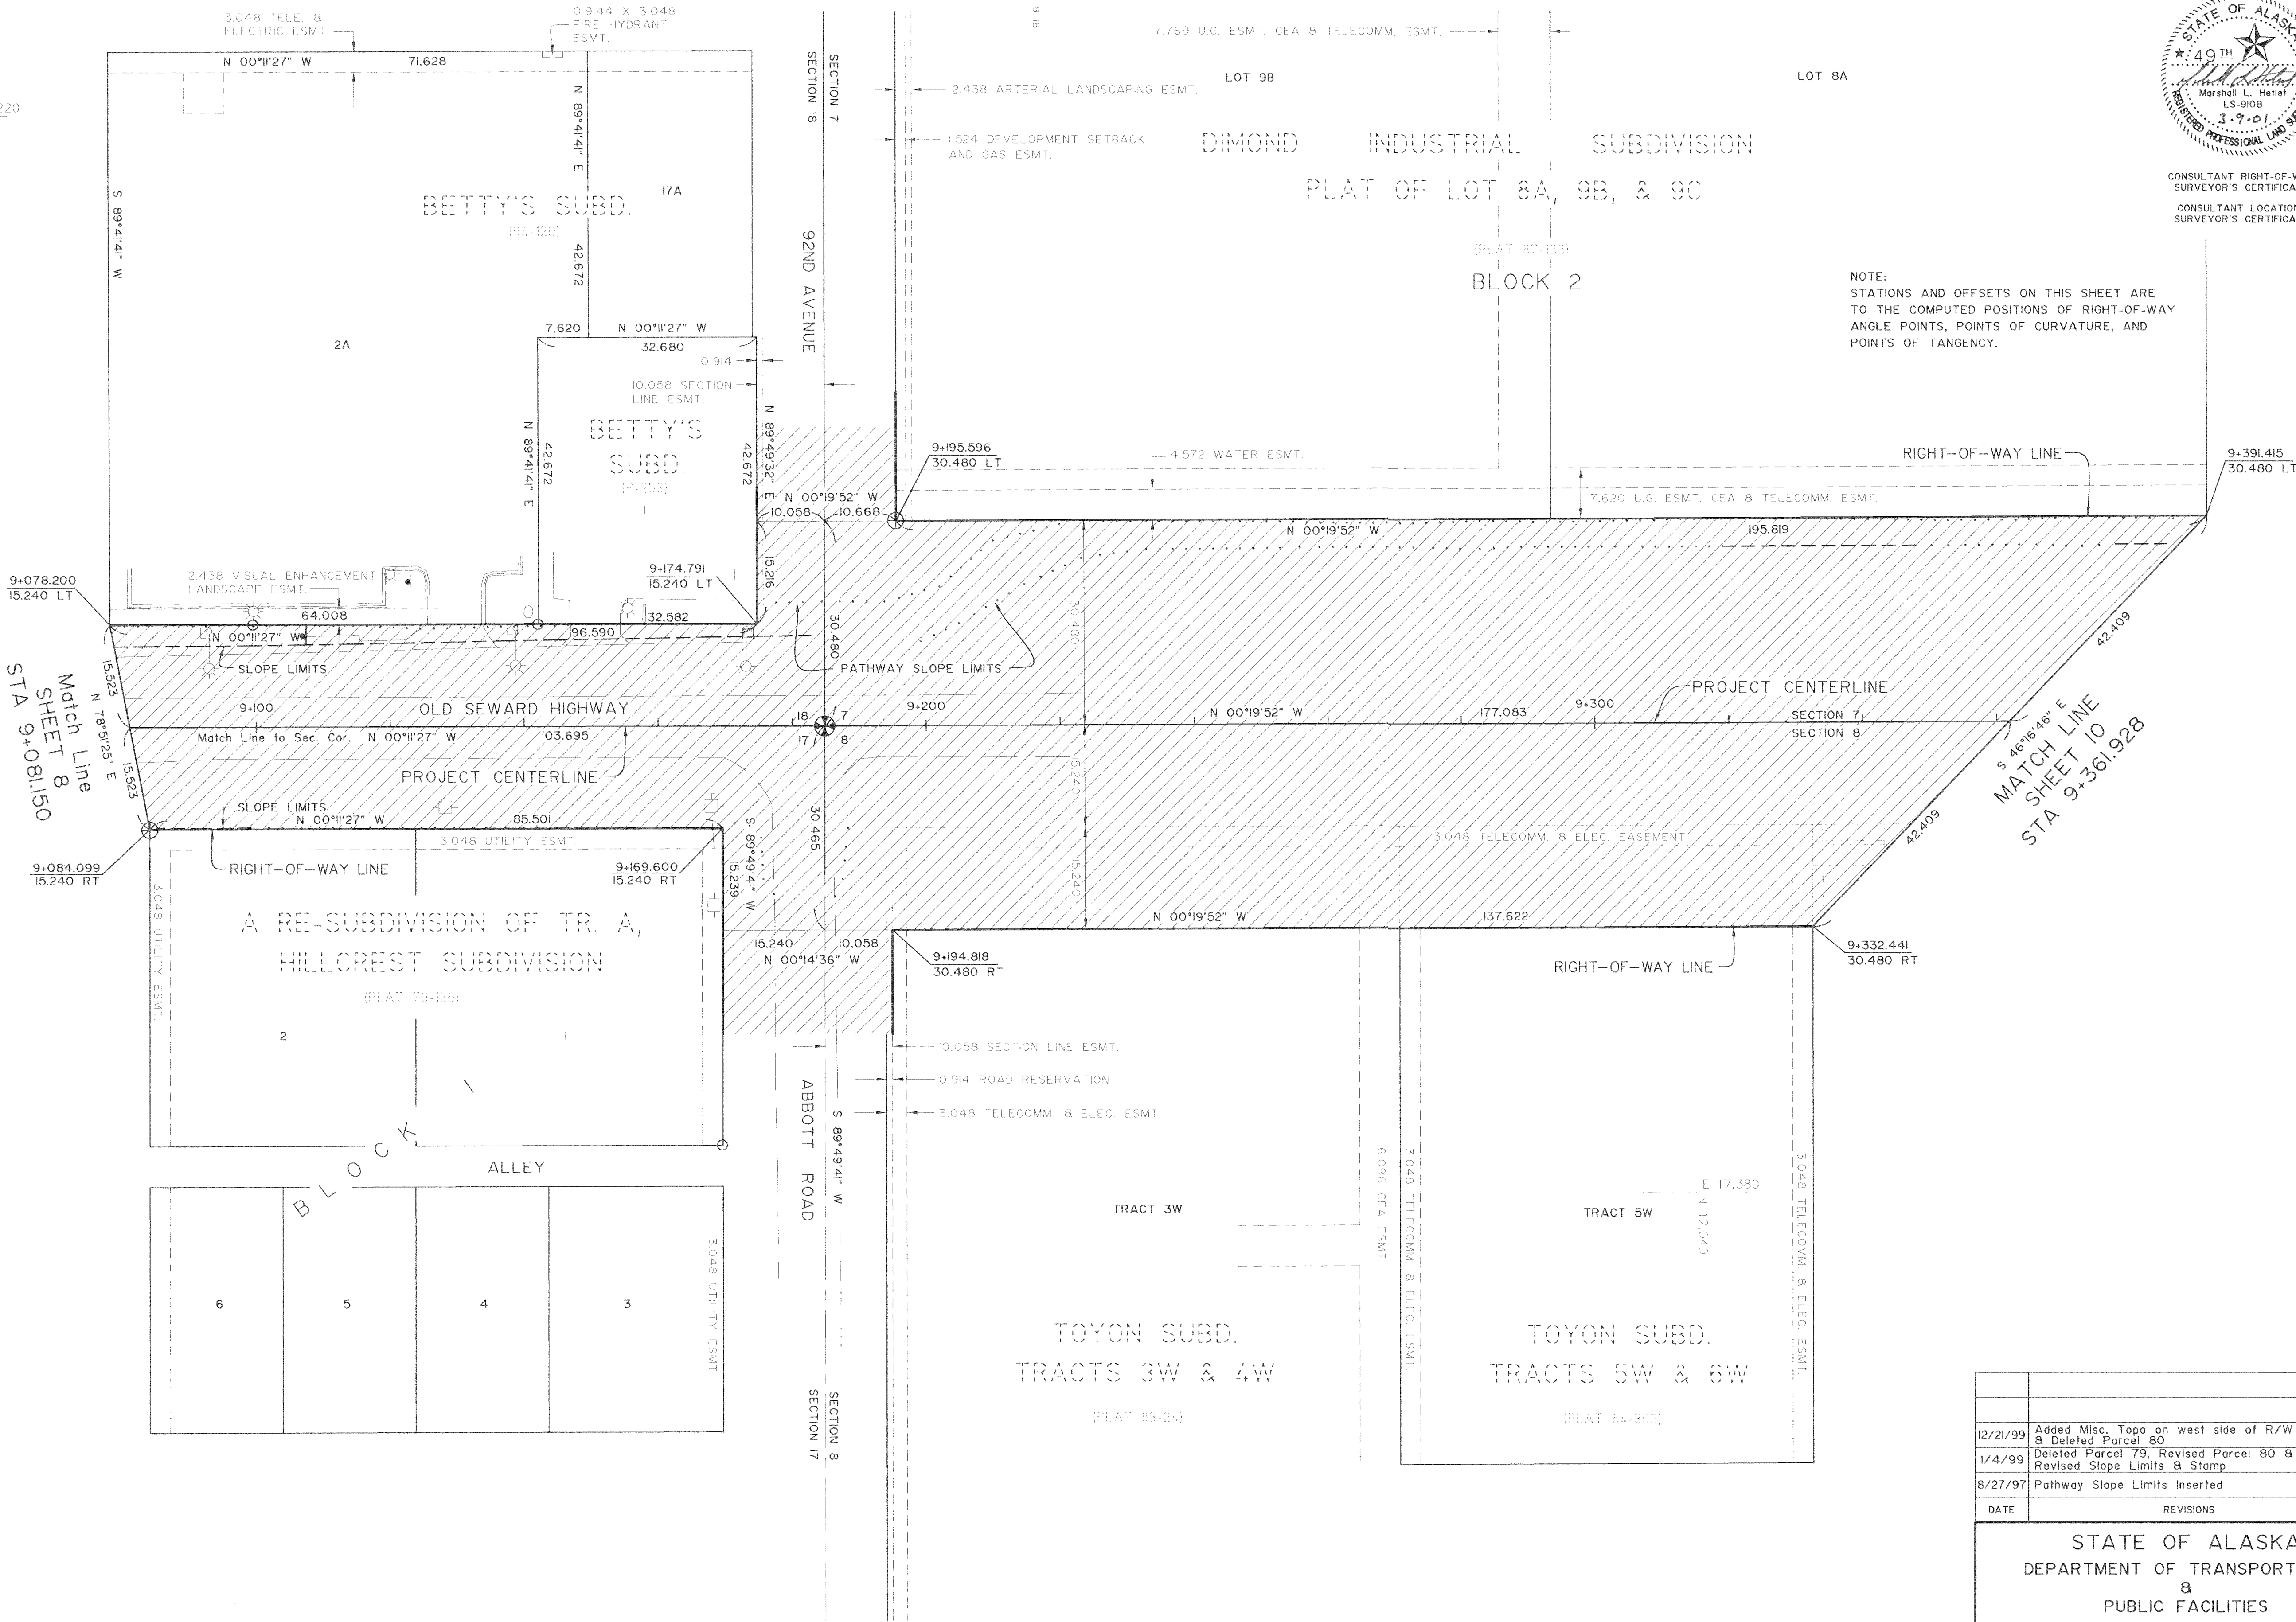 3.048 TELE. &
ELECTRIC ESMT.
0.9144 X 3.048
FIRE HYDRANT
ESMT.
N 00°11'27" W
71.628
N 89°41'41" E
42.672
S 89°41'41" W
BETTY'S SUBD.
17A
2A
7.620
N 00°11'27" W
32.680
0.914
10.058 SECTION
LINE ESMT.
BETTY'S
SUBD.
1
N 89°41'41" E
42.672
42.672
N 89°49'32" E
SECTION 7
SECTION 18
92ND AVENUE
2.438 ARTERIAL LANDSCAPING ESMT.
1.524 DEVELOPMENT SETBACK
AND GAS ESMT.
7.769 U.G. ESMT. CEA & TELECOMM. ESMT.
LOT 9B
LOT 8A
DIMOND INDUSTRIAL SUBDIVISION
PLAT OF LOT 8A, 9B, & 9C
BLOCK 2
STATE OF ALASKA
49TH
Marshall L. Hetlet
LS-9108
3-9-01
REGISTERED PROFESSIONAL LAND
CONSULTANT RIGHT-OF-
SURVEYOR'S
CONSULTANT
SURVEYOR'S
NOTE:
STATIONS AND OFFSETS ON THIS SHEET ARE
TO THE COMPUTED POSITIONS OF RIGHT-OF-WAY
ANGLE POINTS, POINTS OF CURVATURE, AND
POINTS OF TANGENCY.
9+195.596
30.480 LT
4.572 WATER ESMT.
RIGHT-OF-WAY LINE
9+391.415
30.480 LT
7.620 U.G. ESMT. CEA & TELECOMM. ESMT.
N 00°19'52" W
10.058
10.668
N 00°19'52" W
195.819
9+078.200
15.240 LT
2.438 VISUAL ENHANCEMENT
LANDSCAPE ESMT.
9+174.791
15.240 LT
15.216
64.008
32.582
N 00°11'27" W
96.590
SLOPE LIMITS
30.480
PATHWAY SLOPE LIMITS
30.480
42.409
15.523
Match Line
SHEET 8
STA 9+081.150
N 78°51'25" E
15.523
9+100
OLD SEWARD HIGHWAY
18
7
17
8
9+200
N 00°19'52" W
177.083
9+300
PROJECT CENTERLINE
SECTION 7
SECTION 8
Match Line to Sec. Cor. N 00°11'27" W
103.695
PROJECT CENTERLINE
S 46°16'46" E
MATCH LINE
SHEET 10
STA 9+361.928
42.409
SLOPE LIMITS
N 00°11'27" W
85.501
3.048 UTILITY ESMT.
RIGHT-OF-WAY LINE
9+084.099
15.240 RT
9+169.600
15.240 RT
S 89°49'41" W
15.239
30.465
15.240
15.240
3.048 TELECOMM. & ELEC. EASEMENT
N 00°19'52" W
137.622
15.240
10.058
N 00°14'36" W
9+194.818
30.480 RT
RIGHT-OF-WAY LINE
9+332.441
30.480 RT
3.048 UTILITY ESMT.
A RE-SUBDIVISION OF TR. A,
HILLCREST SUBDIVISION
2
1
BLOCK 1
ALLEY
6
5
4
3
3.048 UTILITY ESMT.
10.058 SECTION LINE ESMT.
0.914 ROAD RESERVATION
3.048 TELECOMM. & ELEC. ESMT.
ABBOTT ROAD
S 89°49'41" W
SECTION 8
SECTION 17
TRACT 3W
6.096 CEA ESMT.
3.048 TELECOMM. & ELEC. ESMT.
TRACT 5W
E 17,380
N 12,040
3.048 TELECOMM. & ELEC. ESMT.
TOYON SUBD.
TRACTS 3W & 4W
(PLAT 83-24)
TOYON SUBD.
TRACTS 5W & 6W
12/21/99 Added Misc. Topo on west side of R/W
& Deleted Parcel 80
1/4/99 Deleted Parcel 79, Revised Parcel 80 &
Revised Slope Limits & Stamp
8/27/97 Pathway Slope Limits Inserted
DATE REVISIONS
STATE OF ALASKA
DEPARTMENT OF
&
PUBLIC FACILITIES